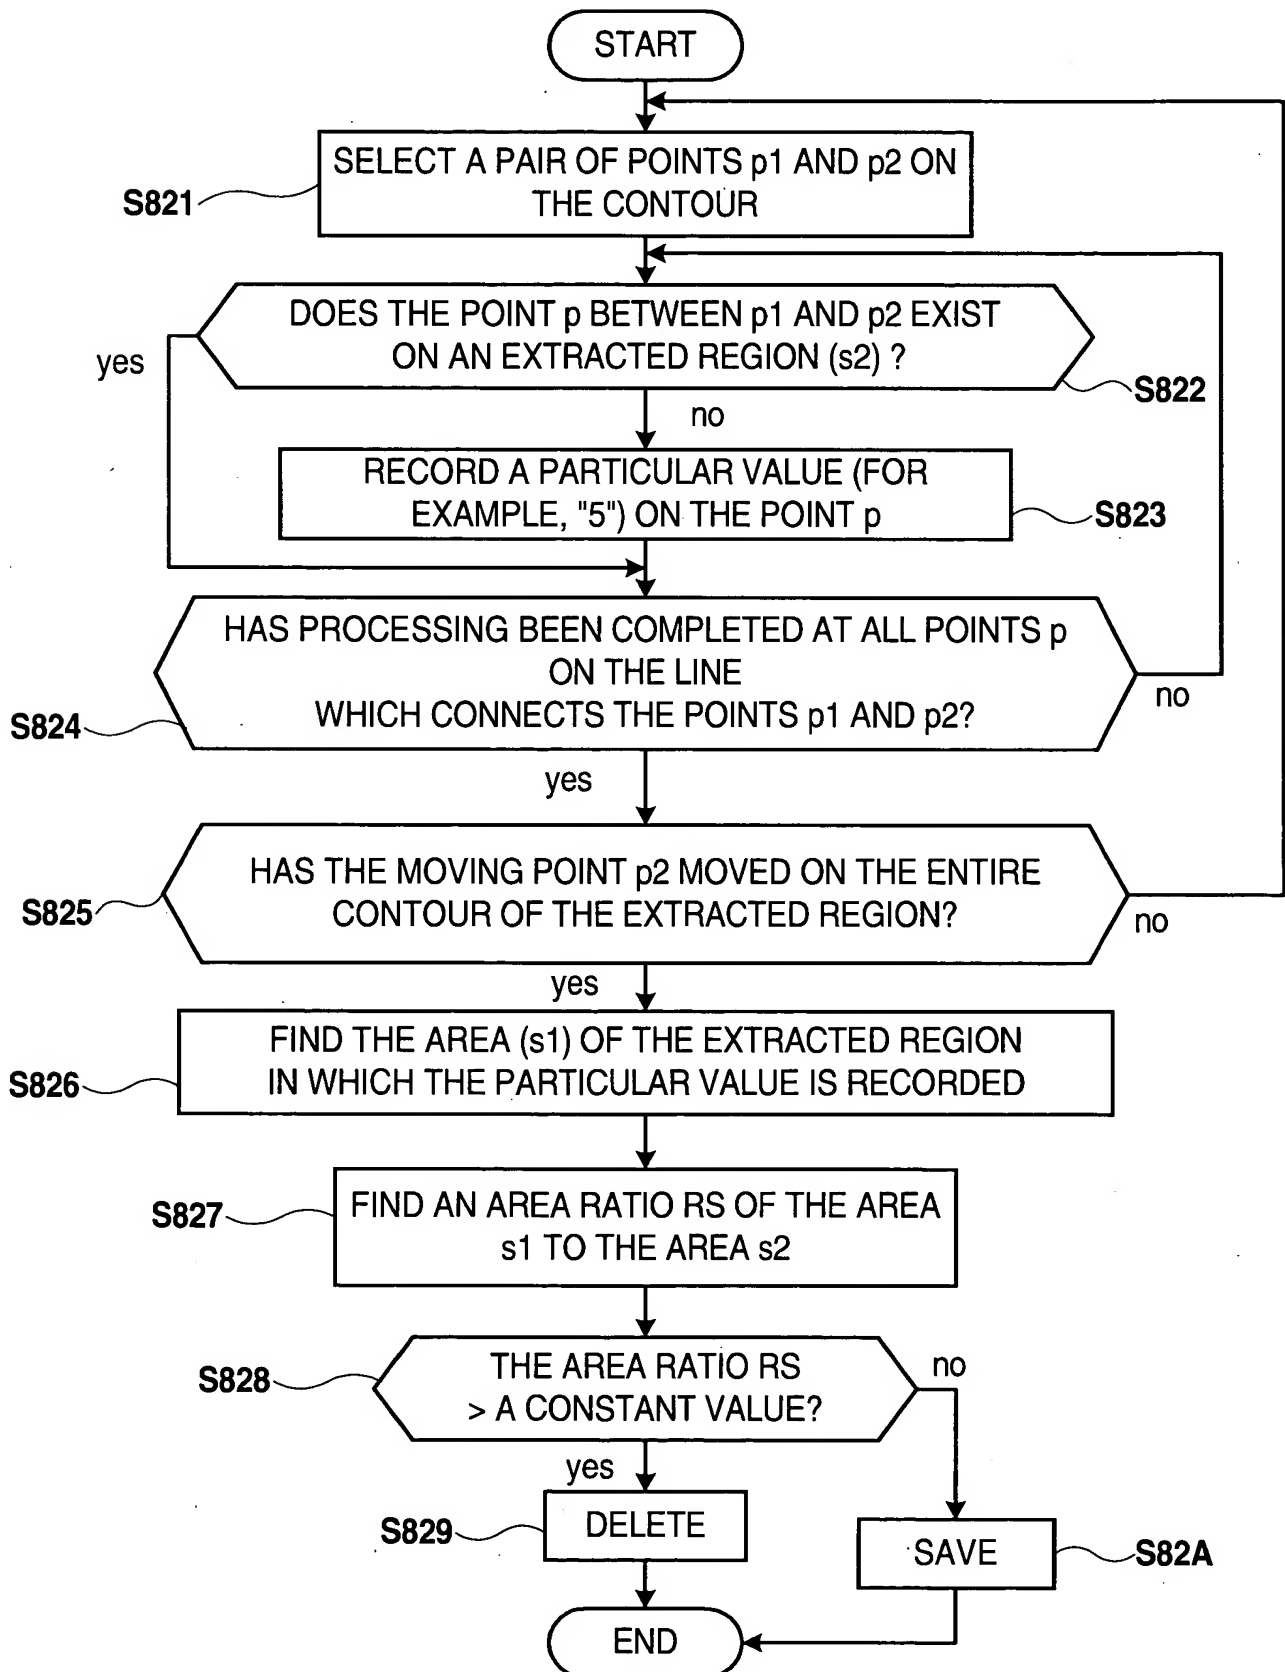 START
SELECT A PAIR OF POINTS p1 AND p2 ON
THE CONTOUR
S821
DOES THE POINT p BETWEEN p1 AND p2 EXIST
ON AN EXTRACTED REGION (s2) ?
yes
S822
no
RECORD A PARTICULAR VALUE (FOR
EXAMPLE, "5") ON THE POINT p
S823
HAS PROCESSING BEEN COMPLETED AT ALL POINTS p
ON THE LINE
WHICH CONNECTS THE POINTS p1 AND p2?
no
S824
yes
HAS THE MOVING POINT p2 MOVED ON THE ENTIRE
CONTOUR OF THE EXTRACTED REGION?
S825
no
yes
FIND THE AREA (s1) OF THE EXTRACTED REGION
IN WHICH THE PARTICULAR VALUE IS RECORDED
S826
FIND AN AREA RATIO RS OF THE AREA
s1 TO THE AREA s2
S827
THE AREA RATIO RS
> A CONSTANT VALUE?
S828
no
yes
DELETE
S829
SAVE
S82A
END